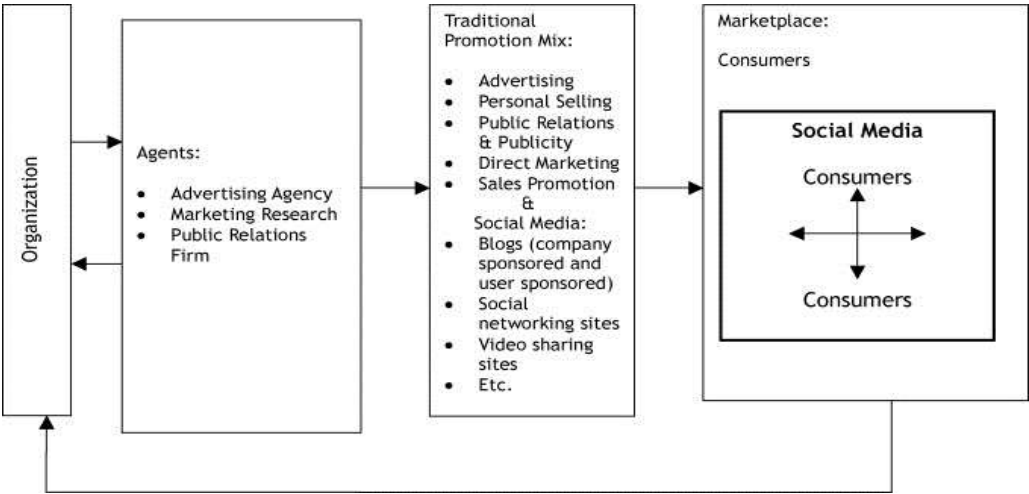 Organization
Agents:
• Advertising Agency
• Marketing Research
• Public Relations
Firm
Traditional
Promotion Mix:
• Advertising
• Personal Selling
• Public Relations
& Publicity
• Direct Marketing
• Sales Promotion
&
Social Media:
• Blogs (company
sponsored and
user sponsored)
• Social
networking sites
• Video sharing
sites
• Etc.
Marketplace:
Consumers
Social Media
Consumers
Consumers